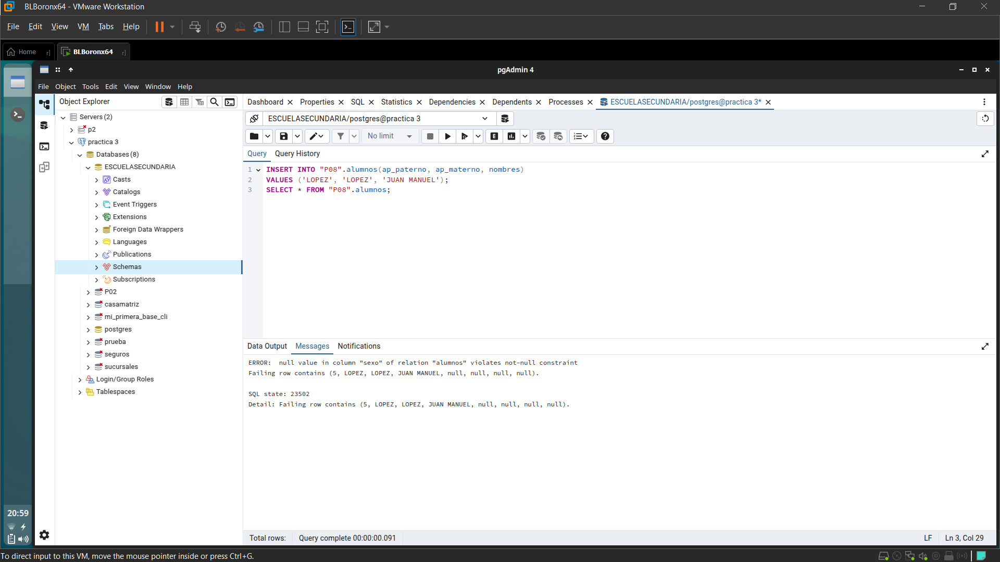 BLBoronx64 - VMware Workstation
File Edit View VM Tabs Help
Home BLBoronx64
pgAdmin 4
File Object Tools Edit View Window Help
Object Explorer
Dashboard Properties SQL Statistics Dependencies Dependents Processes ESCUELASECUNDARIA/postgres@practica 3*
Servers (2)
p2
practica 3
Databases (8)
ESCUELASECUNDARIA
Casts
Catalogs
Event Triggers
Extensions
Foreign Data Wrappers
Languages
Publications
Schemas
Subscriptions
P02
casamatriz
mi_primera_base_cli
postgres
prueba
seguros
sucursales
Login/Group Roles
Tablespaces
ESCUELASECUNDARIA/postgres@practica 3
No limit
E
Query Query History
1 INSERT INTO "P08".alumnos(ap_paterno, ap_materno, nombres)
2 VALUES ('LOPEZ', 'LOPEZ', 'JUAN MANUEL');
3 SELECT * FROM "P08".alumnos;
Data Output Messages Notifications
ERROR:  null value in column "sexo" of relation "alumnos" violates not-null constraint
Failing row contains (5, LOPEZ, LOPEZ, JUAN MANUEL, null, null, null, null).
SQL state: 23502
Detail: Failing row contains (5, LOPEZ, LOPEZ, JUAN MANUEL, null, null, null, null).
20:59
Total rows: Query complete 00:00:00.091 LF Ln 3, Col 29
To direct input to this VM, move the mouse pointer inside or press Ctrl+G.